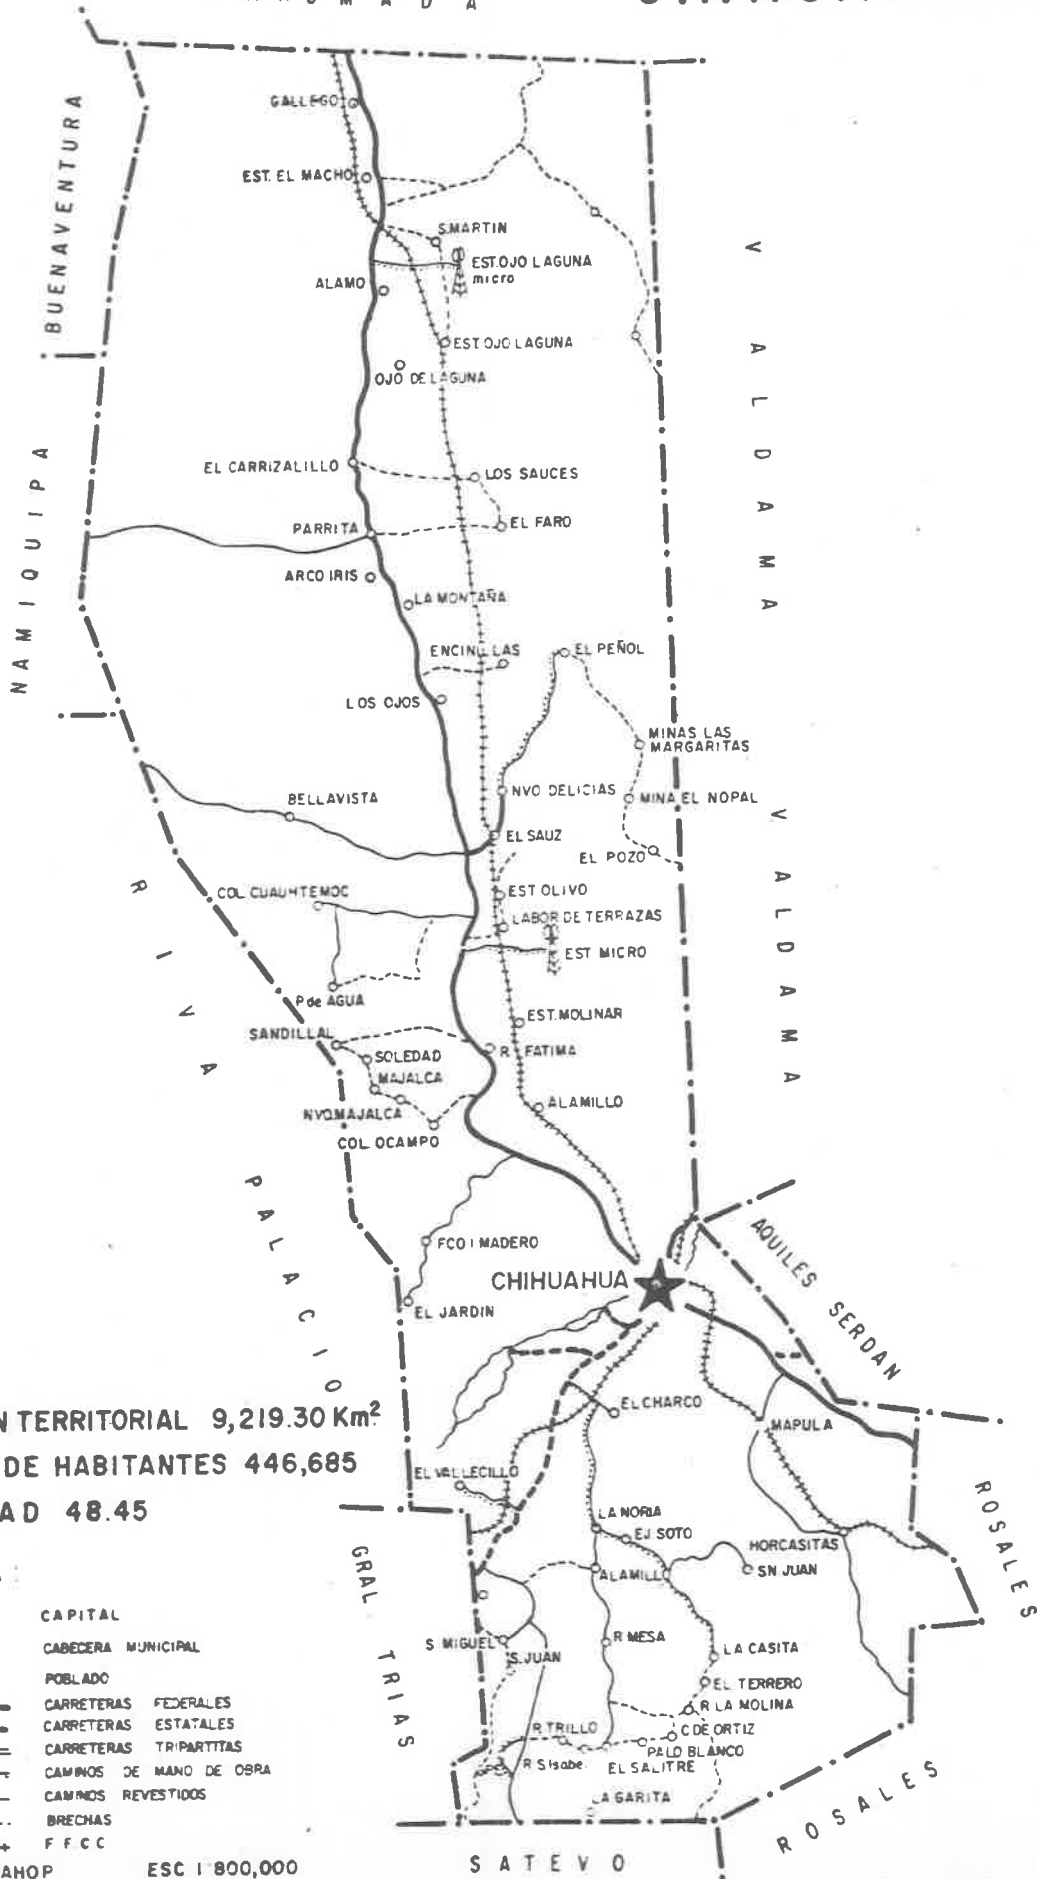 BUENAVENTURA
GALLEGO
EST. EL MACHO
S.MARTIN
EST.OJO LAGUNA
micro
ALAMO
EST OJO LAGUNA
OJO DE LAGUNA
VALDAMA
NAMIQUIPA
EL CARRIZALILLO
LOS SAUCES
PARRITA
EL FARO
ARCO IRIS
LA MONTAÑA
ENCINILLAS
EL PEÑOL
LOS OJOS
MINAS LAS
MARGARITAS
BELLAVISTA
NVO DELICIAS
MINA EL NOPAL
EL SAUZ
EL POZO
VALDAMA
RIVA PALACIO
COL. CUAUHTEMOC
EST OLIVO
LABOR DE TERRAZAS
EST MICRO
P de AGUA
EST. MOLINAR
SANDILLAL
SOLEDAD
R. FATIMA
MAJALCA
NVO.MAJALCA
ALAMILLO
COL. OCAMPO
FCO I MADERO
CHIHUAHUA
AQUILES SERDAN
EL JARDIN
N TERRITORIAL 9,219.30 Km²
DE HABITANTES 446,685
AD 48.45
EL CHARCO
MAPULA
EL VALLECILLO
ROSALES
LA NORIA
EJ SOTO
HORCASITAS
GRAL TRIAS
ALAMILL
SN. JUAN
S MIGUEL
S. JUAN
R MESA
LA CASITA
EL TERRERO
R LA MOLINA
R. TRILLO
C DE ORTIZ
PALO BLANCO
R S Isabe.
EL SALITRE
LA GARITA
ROSALES
SATEVO
CAPITAL
CABECERA MUNICIPAL
POBLADO
CARRETERAS FEDERALES
CARRETERAS ESTATALES
CARRETERAS TRIPARTITAS
CAMINOS DE MANO DE OBRA
CAMINOS REVESTIDOS
BRECHAS
F F C C
AHOP ESC 1 800,000